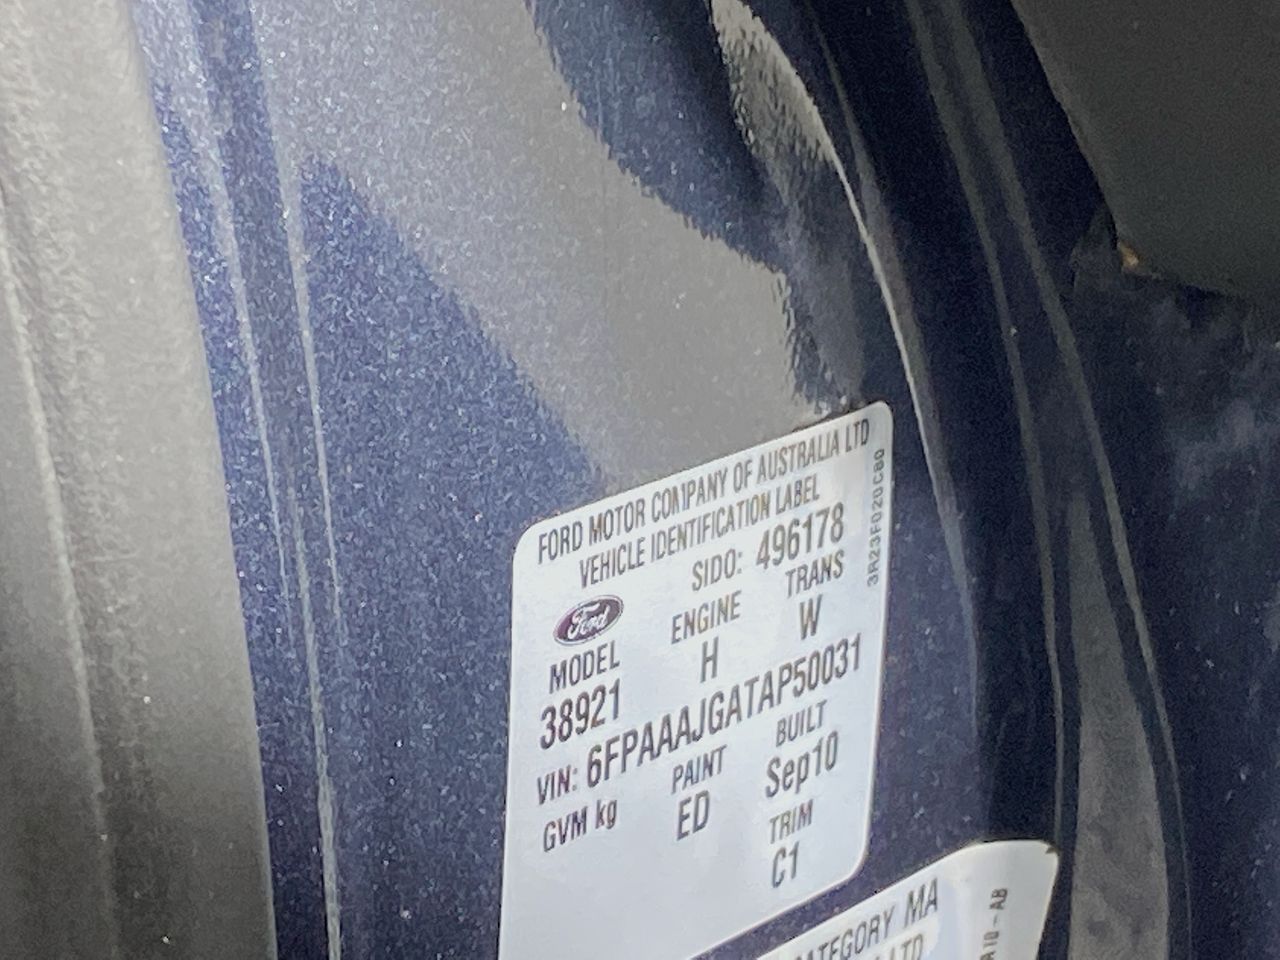 FORD MOTOR COMPANY OF AUSTRALIA LTD
VEHICLE IDENTIFICATION LABEL
SIDO: 496178
Ford
MODEL ENGINE TRANS
38921 H W
VIN: 6FPAAAJGATAP50031
GVM kg PAINT BUILT
ED Sep10
TRIM
C1
3R23F020C80
CATEGORY MA
LTD